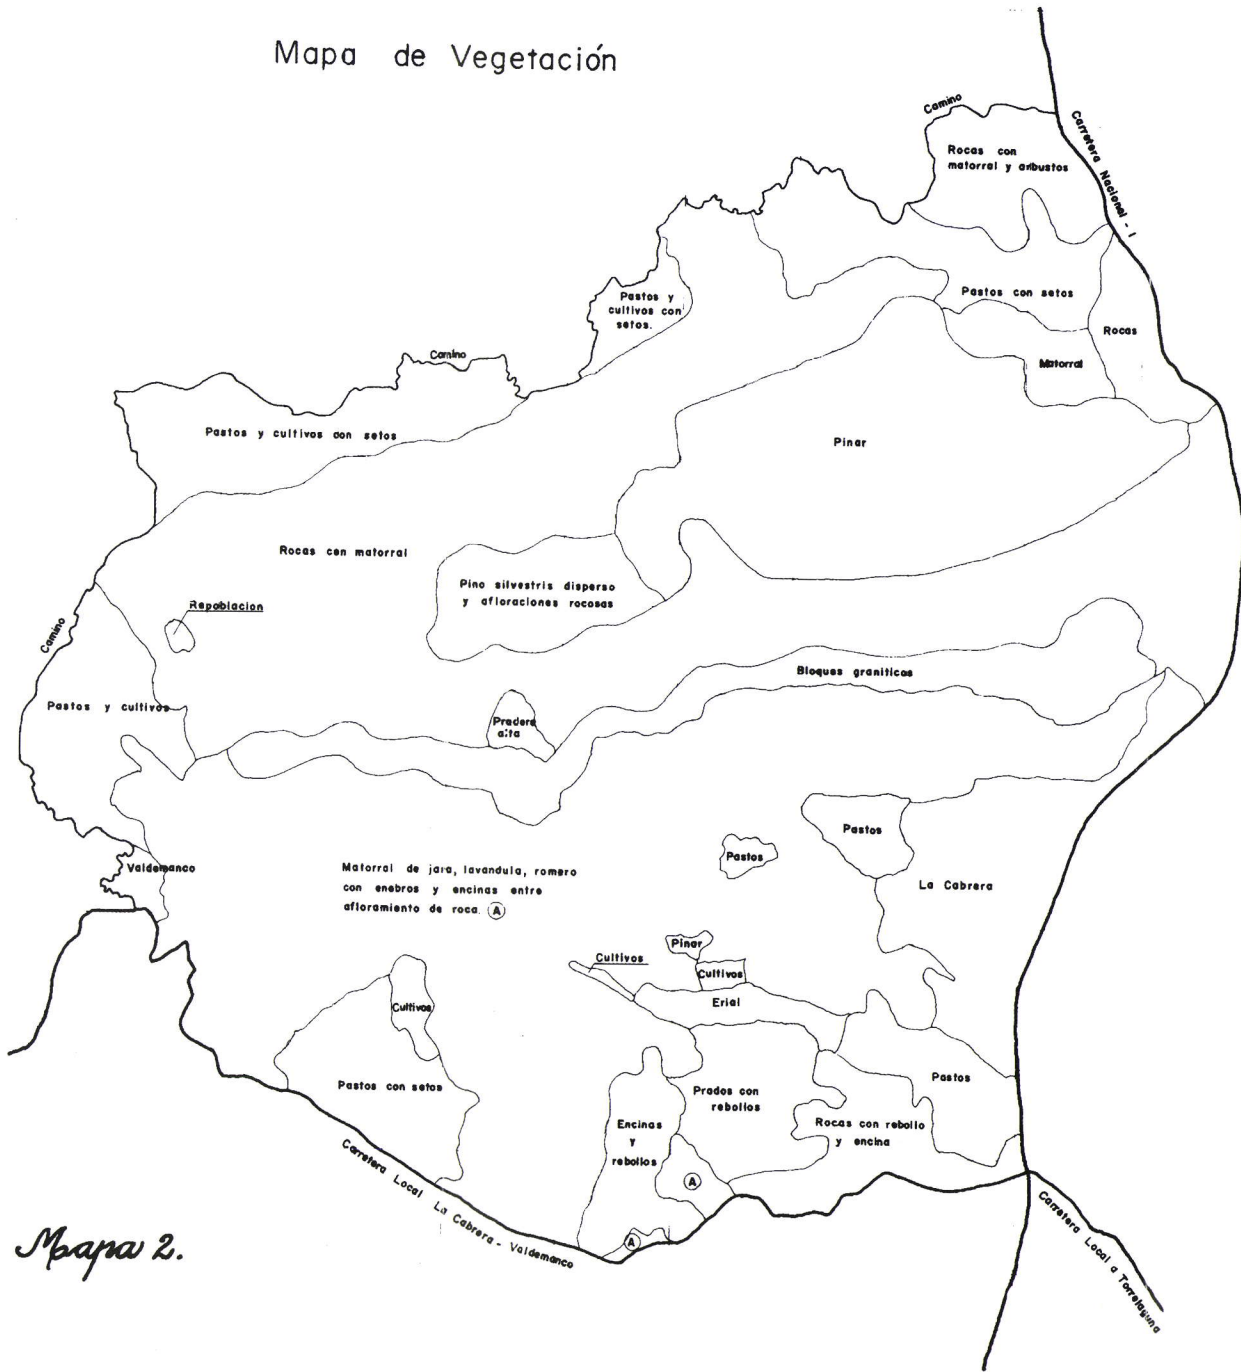 Mapa de Vegetación
Camino
Carretera Nacional - I
Rocas con
matorral y arbustos
Pastos con setos
Pastos y
cultivos con
setos.
Rocas
Camino
Matorral
Pastos y cultivos con setos
Pinar
Rocas con matorral
Pino silvestris disperso
y afloraciones rocosas
Repoblacion
Camino
Bloques graniticos
Pastos y cultivos
Pradera
alta
Pastos
Pastos
Valdemanco
Matorral de jara, lavandula, romero
con enebros y encinas entre
afloramiento de roca. A
La Cabrera
Pinar
Cultivos
Cultivos
Erial
Cultivos
Pastos con setos
Pastos
Prados con
rebollos
Encinas
y
rebollos
Rocas con rebollo
y encina
A
Carretera Local La Cabrera - Valdemanco
A
Carretera Local a Torrelaguna
Mapa 2.